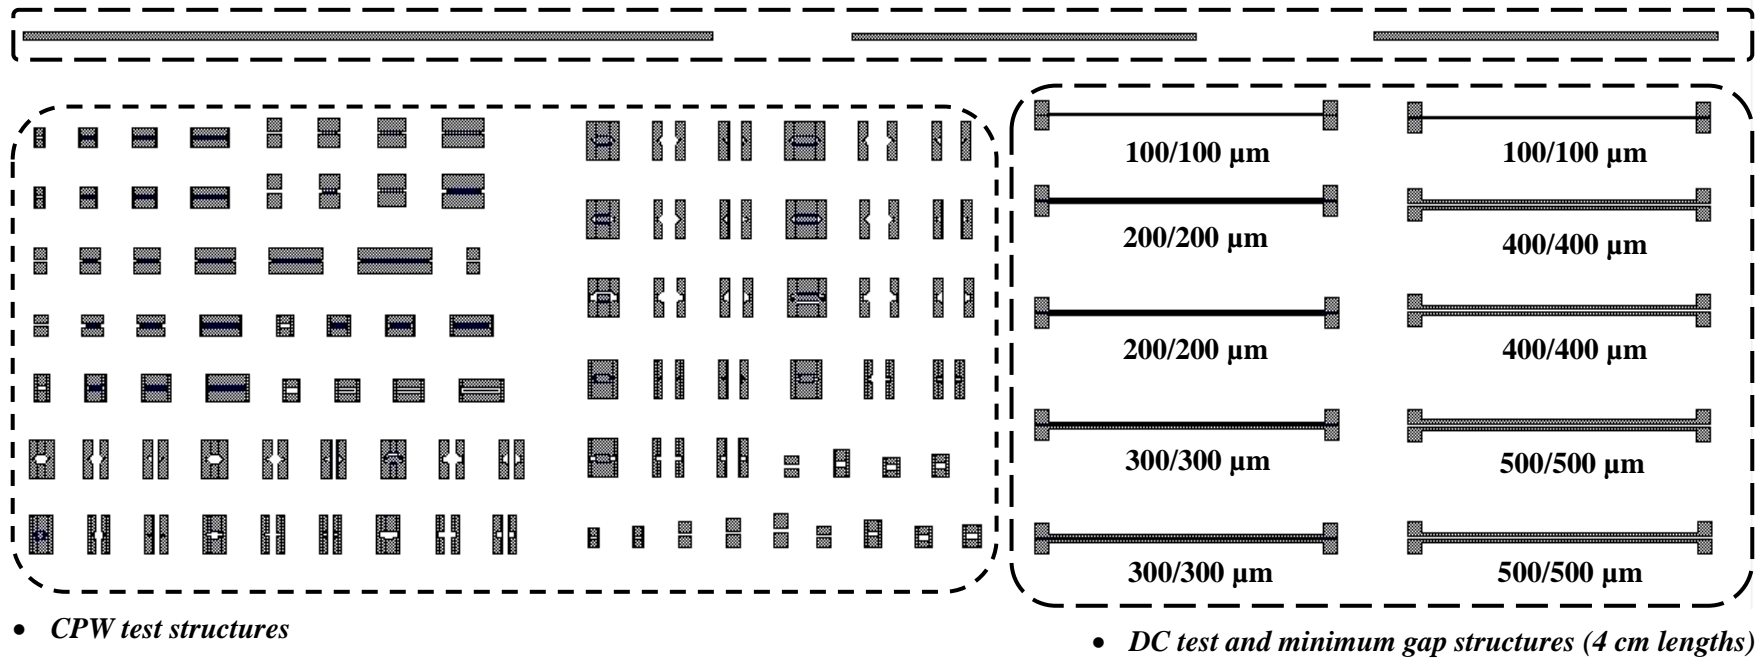 100/100 μm
100/100 μm
200/200 μm
400/400 μm
200/200 μm
400/400 μm
300/300 μm
500/500 μm
300/300 μm
500/500 μm
• CPW test structures
• DC test and minimum gap structures (4 cm lengths)